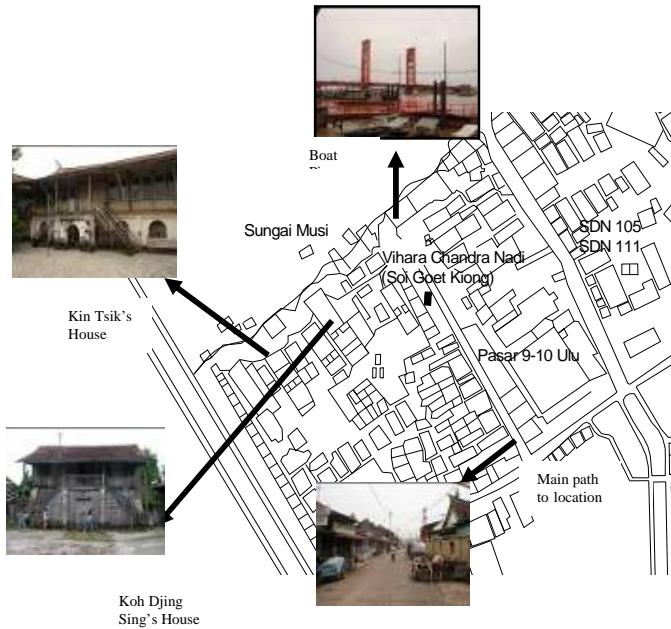 Boat
Sungai Musi
SDN 105
SDN 111
Vihara Chandra Nadi
(Soi Goet Kiong)
Kin Tsik's
House
Pasar 9-10 Ulu
Main path
to location
Koh Djing
Sing's House